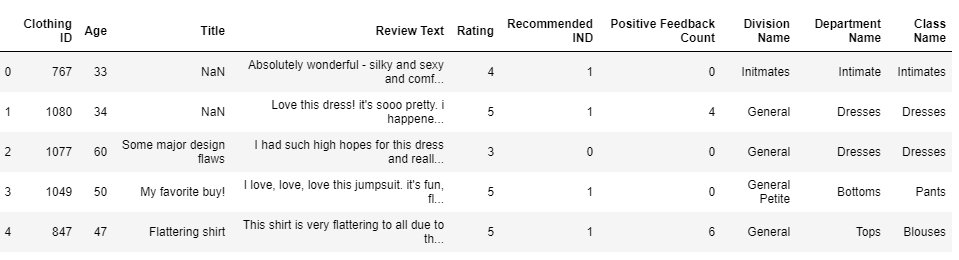 Clothing ID Age Title Review Text Rating Recommended IND Positive Feedback Count Division Name Department Name Class Name
0 767 33 NaN Absolutely wonderful - silky and sexy and comf... 4 1 0 Initmates Intimate Intimates
1 1080 34 NaN Love this dress! it's sooo pretty. i happene... 5 1 4 General Dresses Dresses
2 1077 60 Some major design flaws I had such high hopes for this dress and reall... 3 0 0 General Dresses Dresses
3 1049 50 My favorite buy! I love, love, love this jumpsuit. it's fun, fl... 5 1 0 General Petite Bottoms Pants
4 847 47 Flattering shirt This shirt is very flattering to all due to th... 5 1 6 General Tops Blouses